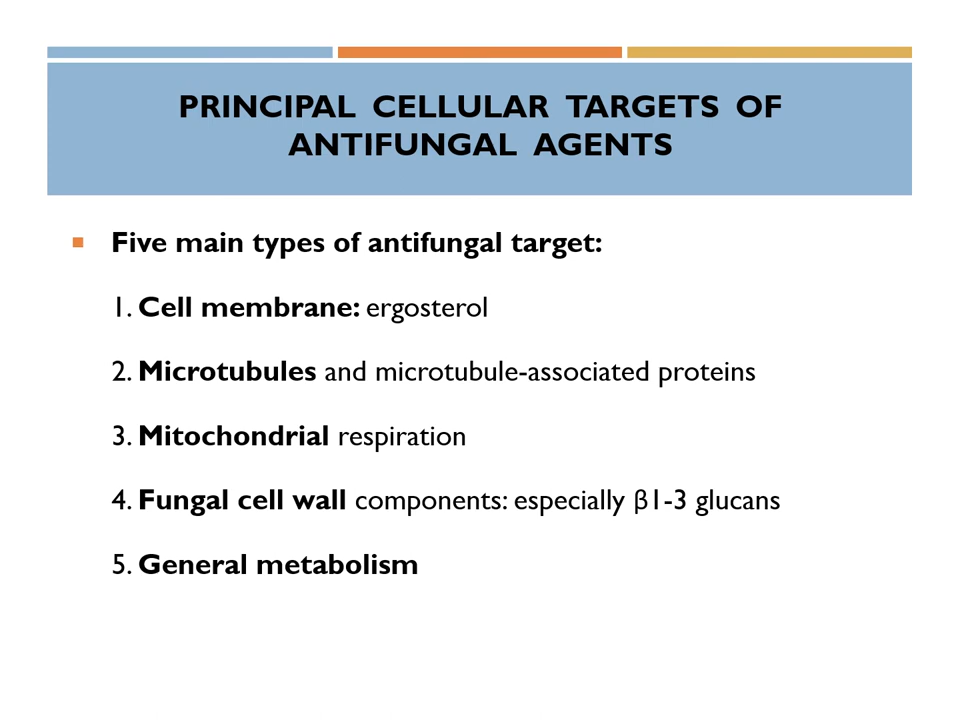 PRINCIPAL CELLULAR TARGETS OF
ANTIFUNGAL AGENTS
Five main types of antifungal target:
1. Cell membrane: ergosterol
2. Microtubules and microtubule-associated proteins
3. Mitochondrial respiration
4. Fungal cell wall components: especially β1-3 glucans
5. General metabolism